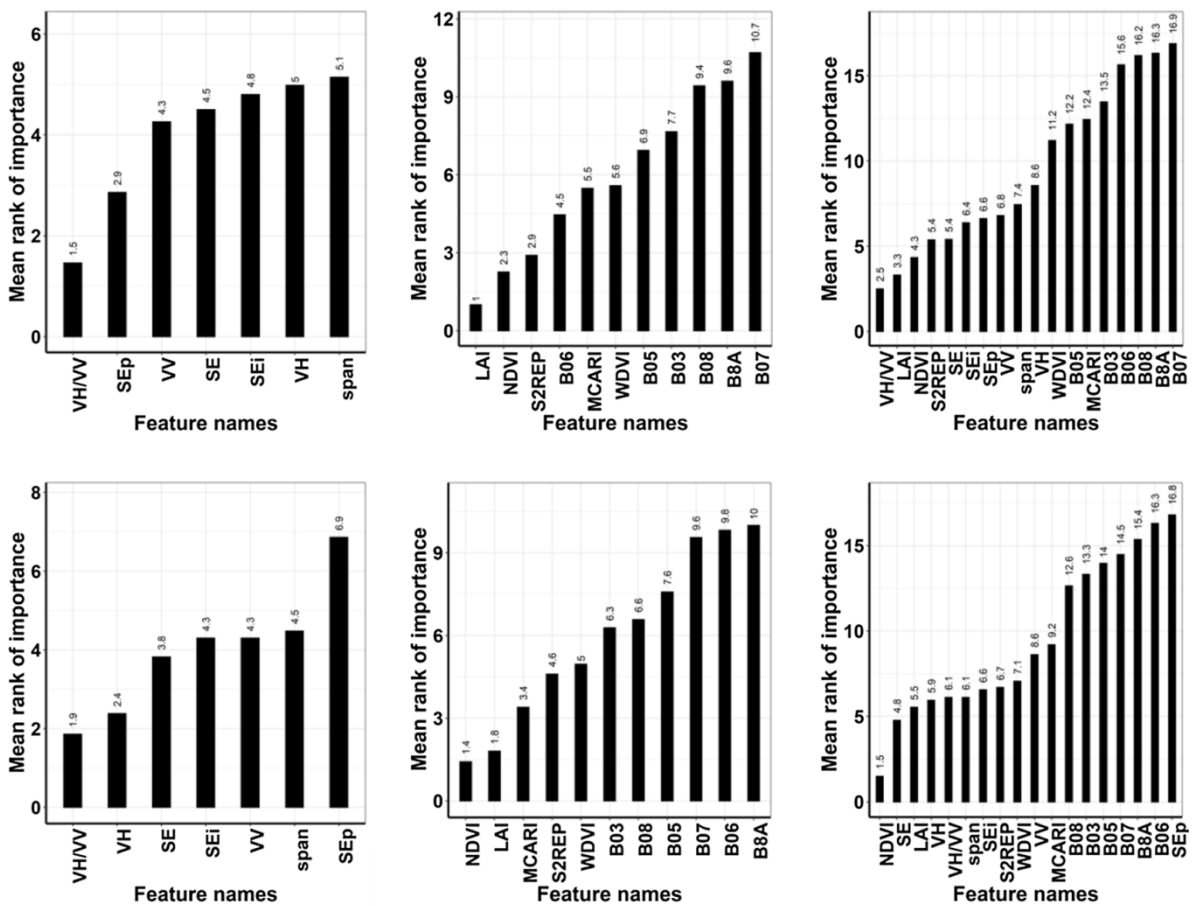 Mean rank of importance
6
4
2
0
1.5
2.9
4.3
4.5
4.8
5
5.1
VH/VV
SEp
VV
SE
SEi
VH
span
Feature names
Mean rank of importance
12
9
6
3
0
1
2.3
2.9
4.5
5.5
5.6
6.9
7.7
9.4
9.6
10.7
LAI
NDVI
S2REP
B06
MCARI
WDVI
B05
B03
B08
B8A
B07
Feature names
Mean rank of importance
15
10
5
0
2.5
3.3
4.3
5.4
5.4
6.4
6.6
6.8
7.4
8.6
11.2
12.2
12.4
13.5
15.6
16.2
16.3
16.9
VH/VV
LAI
NDVI
S2REP
SE
SEi
SEp
VV
span
VH
WDVI
B05
MCARI
B03
B06
B08
B8A
B07
Feature names
Mean rank of importance
8
6
4
2
0
1.9
2.4
3.8
4.3
4.3
4.5
6.9
VH/VV
VH
SE
SEi
VV
span
SEp
Feature names
Mean rank of importance
9
6
3
0
1.4
1.8
3.4
4.6
5
6.3
6.6
7.6
9.6
9.8
10
NDVI
LAI
MCARI
S2REP
WDVI
B03
B08
B05
B07
B06
B8A
Feature names
Mean rank of importance
15
10
5
0
1.5
4.8
5.5
5.9
6.1
6.1
6.6
6.7
7.1
8.6
9.2
12.6
13.3
14
14.5
15.4
16.3
16.8
NDVI
SE
LAI
VH
VH/VV
span
SEi
S2REP
WDVI
VV
MCARI
B08
B03
B05
B07
B8A
B06
SEp
Feature names